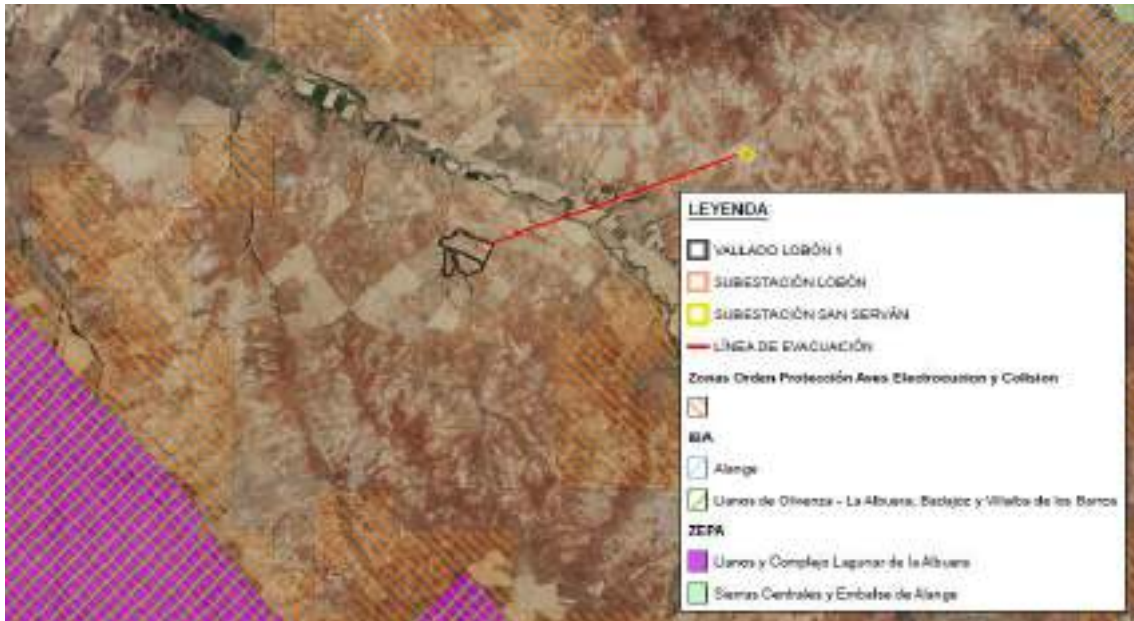 LEYENDA
VALLADO LOBÓN 1
SUBESTACIÓN LOBÓN
SUBESTACIÓN SAN SERVÁN
LÍNEA DE EVACUACIÓN
Zonas Orden Protección Aves Electrocucion y Colision
IBA
Alange
Llanos de Olivenza - La Albuera, Badajoz y Villalba de los Barros
ZEPA
Llanos y Complejo Lagunar de la Albuera
Sierras Centrales y Embalse de Alange